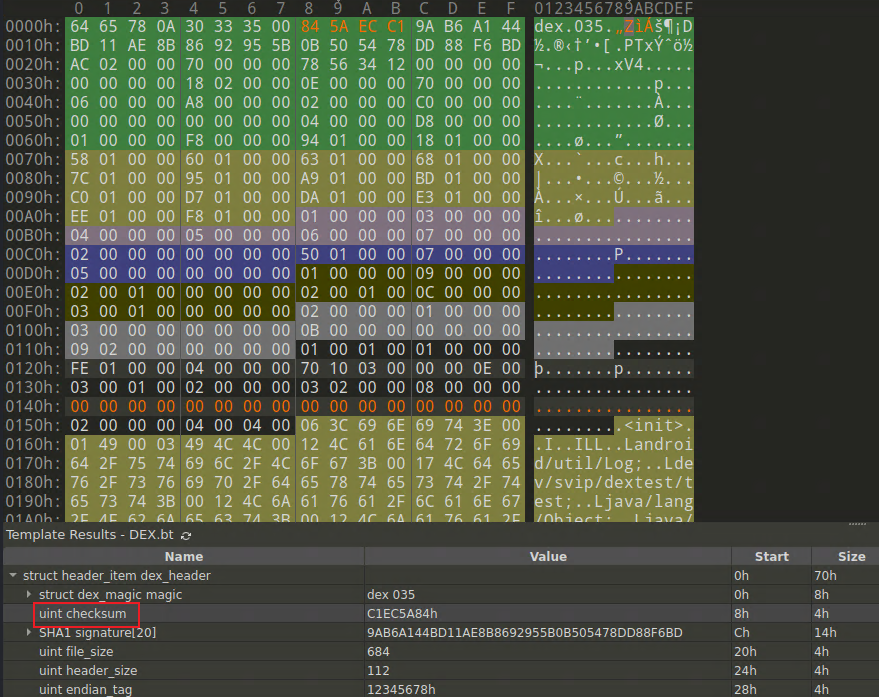 0 1 2 3 4 5 6 7 8 9 A B C D E F 0123456789ABCDEF
0000h: 64 65 78 0A 30 33 35 00 84 5A EC C1 9A B6 A1 44 dex.035.„ZìÁš¶¡D
0010h: BD 11 AE 8B 86 92 95 5B 0B 50 54 78 DD 88 F6 BD ½.®‹†’•[.PTxÝˆö½
0020h: AC 02 00 00 70 00 00 00 78 56 34 12 00 00 00 00 ¬...p...xV4.....
0030h: 00 00 00 00 18 02 00 00 0E 00 00 00 70 00 00 00 ............p...
0040h: 06 00 00 00 A8 00 00 00 02 00 00 00 C0 00 00 00 ....¨.......À...
0050h: 00 00 00 00 00 00 00 00 04 00 00 00 D8 00 00 00 ............Ø...
0060h: 01 00 00 00 F8 00 00 00 94 01 00 00 18 01 00 00 ....ø...”.......
0070h: 58 01 00 00 60 01 00 00 63 01 00 00 68 01 00 00 X...`...c...h...
0080h: 7C 01 00 00 95 01 00 00 A9 01 00 00 BD 01 00 00 |...•...©...½...
0090h: C0 01 00 00 D7 01 00 00 DA 01 00 00 E3 01 00 00 À...×...Ú...ã...
00A0h: EE 01 00 00 F8 01 00 00 01 00 00 00 03 00 00 00 î...ø...........
00B0h: 04 00 00 00 05 00 00 00 06 00 00 00 07 00 00 00 ................
00C0h: 02 00 00 00 00 00 00 00 50 01 00 00 07 00 00 00 ........P.......
00D0h: 05 00 00 00 00 00 00 00 01 00 00 00 09 00 00 00 ................
00E0h: 02 00 01 00 00 00 00 00 02 00 01 00 0C 00 00 00 ................
00F0h: 03 00 01 00 00 00 00 00 02 00 00 00 01 00 00 00 ................
0100h: 03 00 00 00 00 00 00 00 0B 00 00 00 00 00 00 00 ................
0110h: 09 02 00 00 00 00 00 00 01 00 01 00 01 00 00 00 ................
0120h: FE 01 00 00 04 00 00 00 70 10 03 00 00 00 0E 00 þ.......p.......
0130h: 03 00 01 00 02 00 00 00 03 02 00 00 08 00 00 00 ................
0140h: 00 00 00 00 00 00 00 00 00 00 00 00 00 00 00 00 ................
0150h: 02 00 00 00 04 00 04 00 06 3C 69 6E 69 74 3E 00 .........<init>.
0160h: 01 49 00 03 49 4C 4C 00 12 4C 61 6E 64 72 6F 69 .I..ILL..Landroi
0170h: 64 2F 75 74 69 6C 2F 4C 6F 67 3B 00 17 4C 64 65 d/util/Log;..Lde
0180h: 76 2F 73 76 69 70 2F 64 65 78 74 65 73 74 2F 74 v/svip/dextest/t
0190h: 65 73 74 3B 00 12 4C 6A 61 76 61 2F 6C 61 6E 67 est;..Ljava/lang
01A0h: 2F 4F 62 6A 65 63 74 3B 00 12 4C 6A 61 76 61 2F /Object;..Ljava/
Template Results - DEX.bt
Name Value Start Size
struct header_item dex_header 0h 70h
struct dex_magic magic dex 035 0h 8h
uint checksum C1EC5A84h 8h 4h
SHA1 signature[20] 9AB6A144BD11AE8B8692955B0B505478DD88F6BD Ch 14h
uint file_size 684 20h 4h
uint header_size 112 24h 4h
uint endian_tag 12345678h 28h 4h